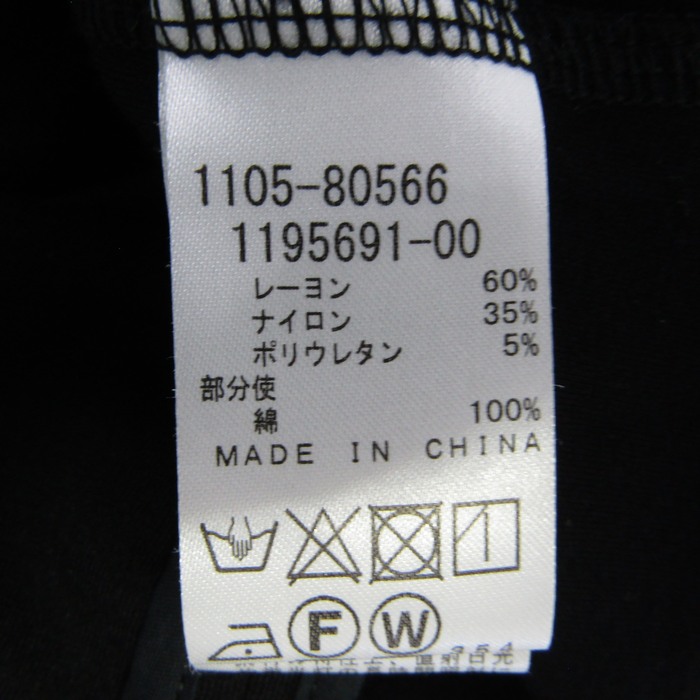 1105-80566
1195691-00
レーヨン 60%
ナイロン 35%
ポリウレタン 5%
部分使
綿 100%
MADE IN CHINA
F W